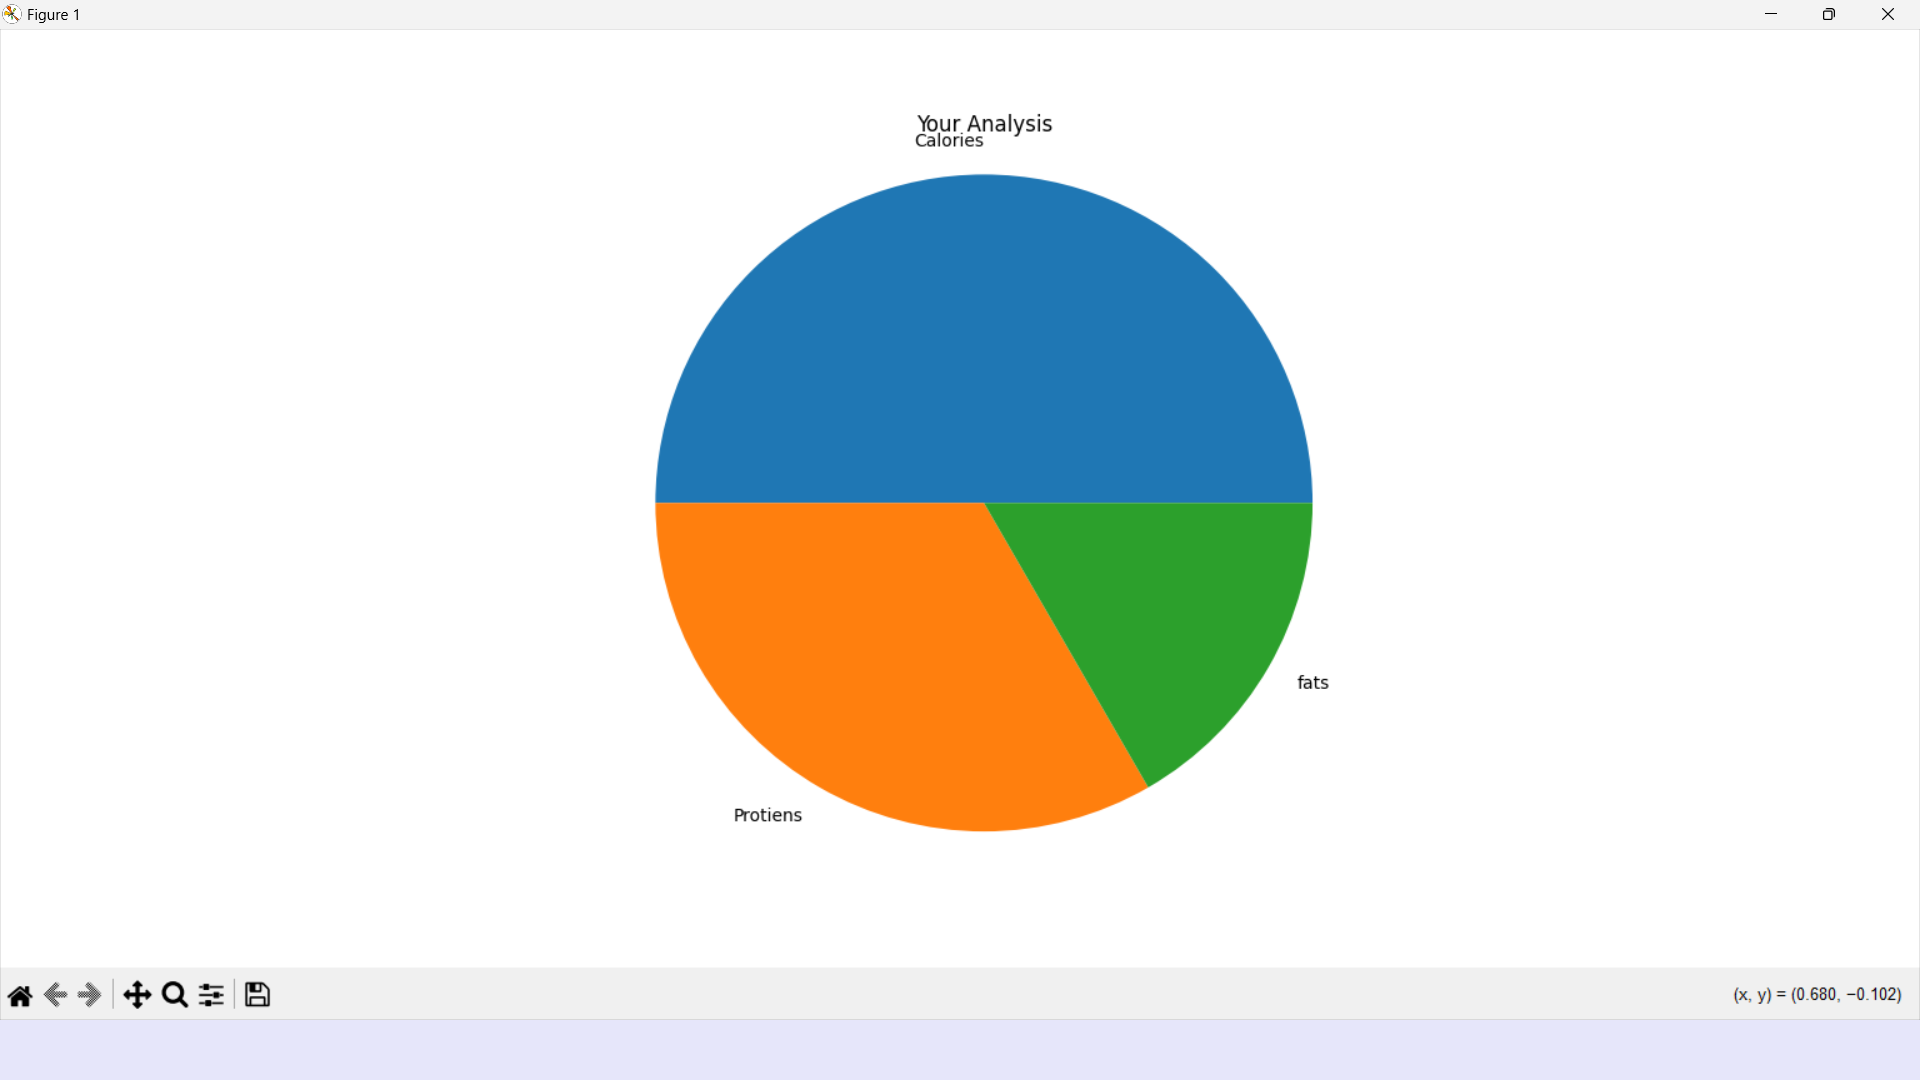 Figure 1
Your Analysis
Calories
fats
Protiens
(x, y) = (0.680, −0.102)